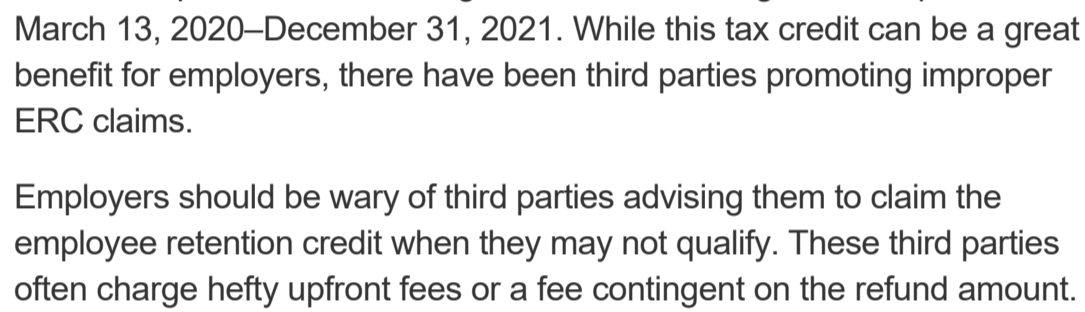 March 13, 2020–December 31, 2021. While this tax credit can be a great
benefit for employers, there have been third parties promoting improper
ERC claims.
Employers should be wary of third parties advising them to claim the
employee retention credit when they may not qualify. These third parties
often charge hefty upfront fees or a fee contingent on the refund amount.